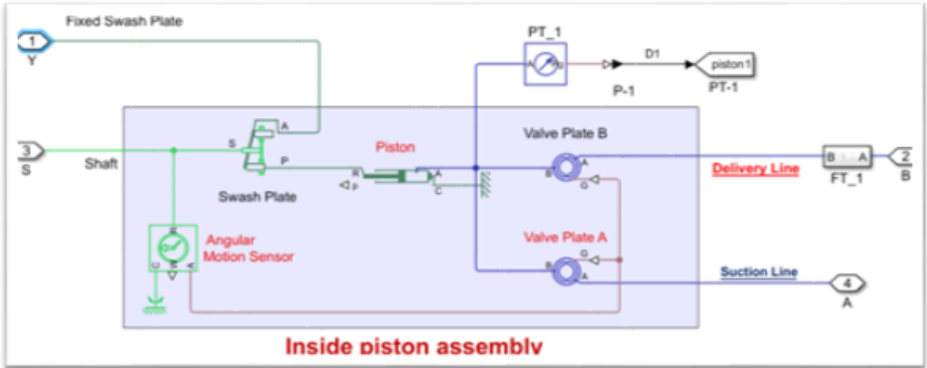 Fixed Swash Plate
1
Y
PT_1
A
D1
piston1
P-1
PT-1
3
S
Shaft
S
A
P
Swash Plate
Piston
R
P
A
C
Valve Plate B
A
B
G
Delivery Line
B A
FT_1
2
B
Angular
Motion Sensor
R
C
W
A
Valve Plate A
G
B
A
Suction Line
4
A
Inside piston assembly